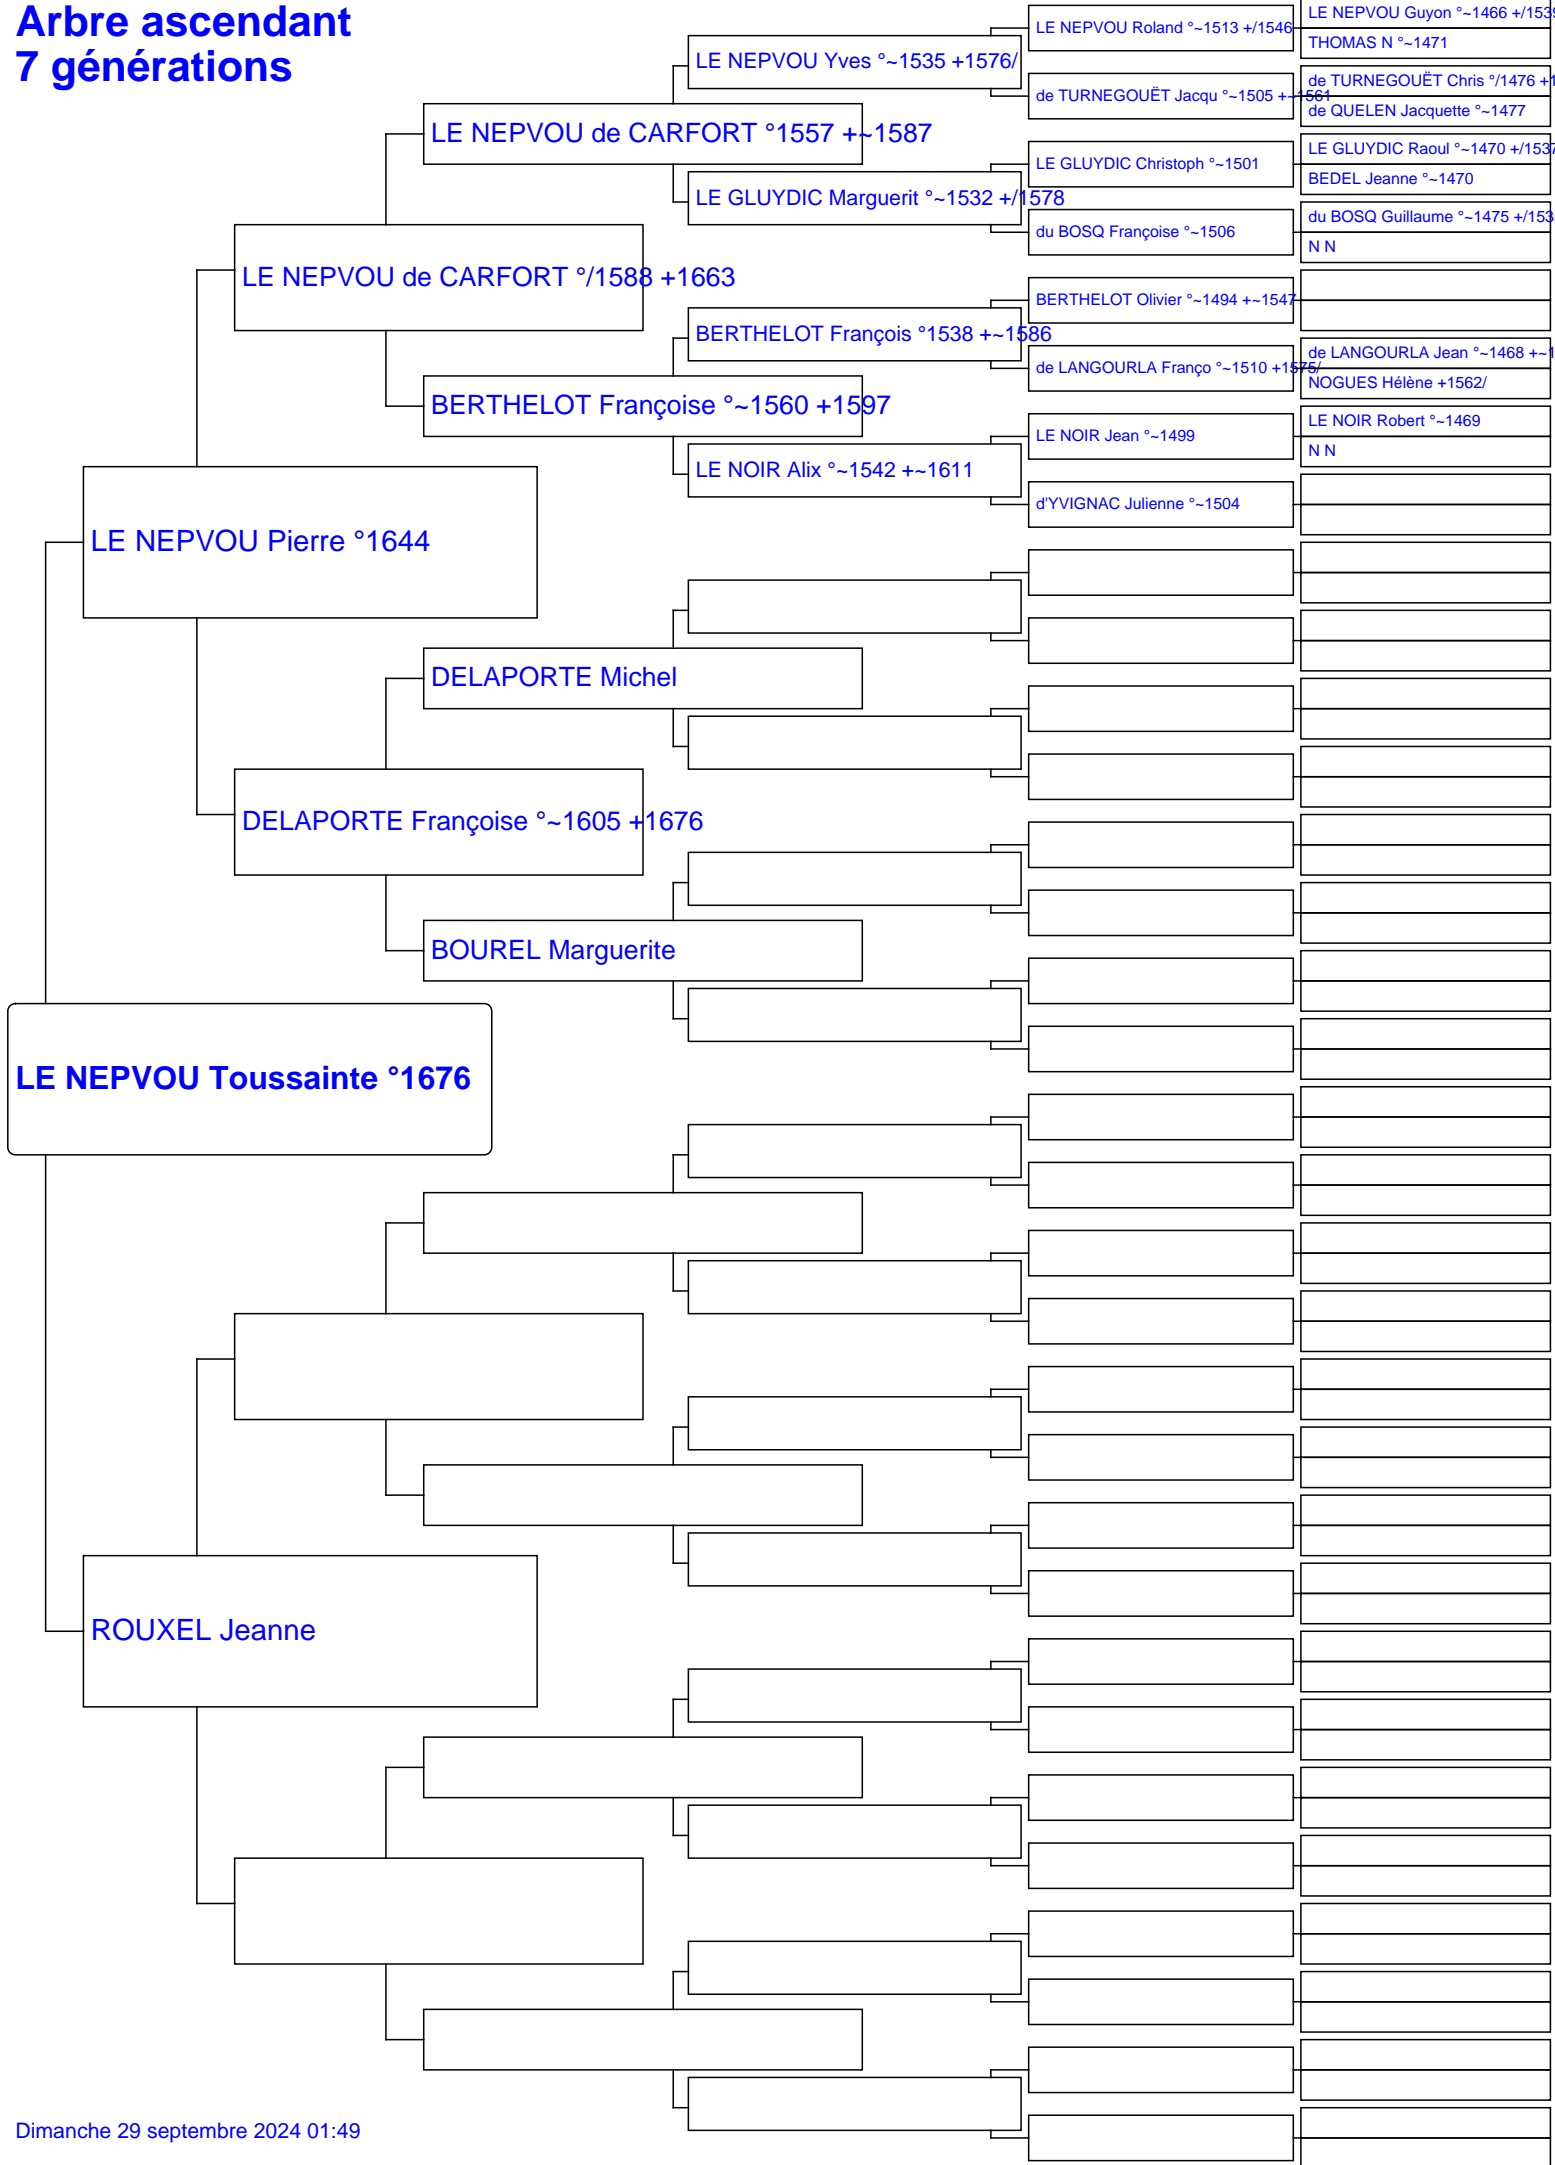 Arbre ascendant
7 générations
LE NEPVOU Guyon °~1466 +/1539
LE NEPVOU Roland °~1513 +/1546
THOMAS N °~1471
LE NEPVOU Yves °~1535 +1576/
de TURNEGOUËT Chris °/1476 +1
de TURNEGOUËT Jacqu °~1505 +~1561
de QUELEN Jacquette °~1477
LE NEPVOU de CARFORT °1557 +~1587
LE GLUYDIC Raoul °~1470 +/1537
LE GLUYDIC Christoph °~1501
BEDEL Jeanne °~1470
LE GLUYDIC Marguerit °~1532 +/1578
du BOSQ Guillaume °~1475 +/153
du BOSQ Françoise °~1506
N N
LE NEPVOU de CARFORT °/1588 +1663
BERTHELOT Olivier °~1494 +~1547
BERTHELOT François °1538 +~1586
de LANGOURLA Jean °~1468 +~1
de LANGOURLA Franço °~1510 +1575/
NOGUES Hélène +1562/
BERTHELOT Françoise °~1560 +1597
LE NOIR Robert °~1469
LE NOIR Jean °~1499
N N
LE NOIR Alix °~1542 +~1611
d'YVIGNAC Julienne °~1504
LE NEPVOU Pierre °1644
DELAPORTE Michel
DELAPORTE Françoise °~1605 +1676
BOUREL Marguerite
LE NEPVOU Toussainte °1676
ROUXEL Jeanne
Dimanche 29 septembre 2024 01:49